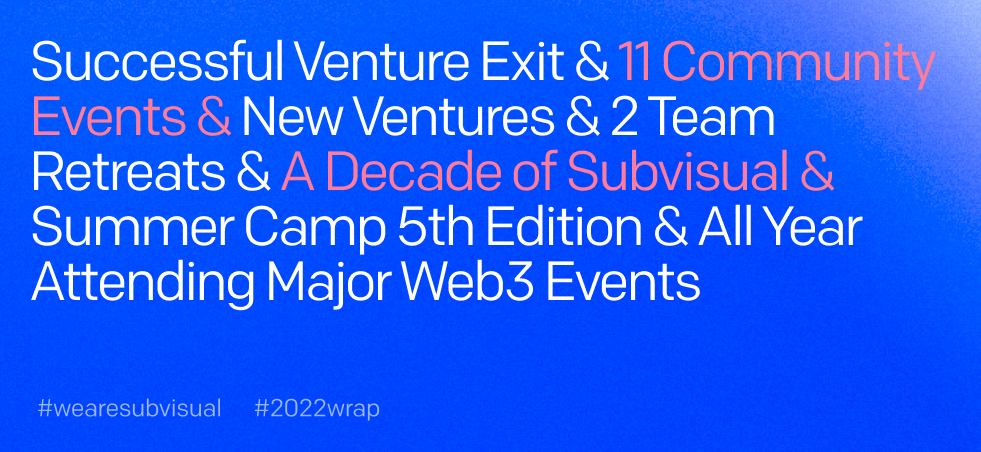 Successful Venture Exit & 11 Community
Events & New Ventures & 2 Team
Retreats & A Decade of Subvisual &
Summer Camp 5th Edition & All Year
Attending Major Web3 Events
#wearesubvisual #2022wrap